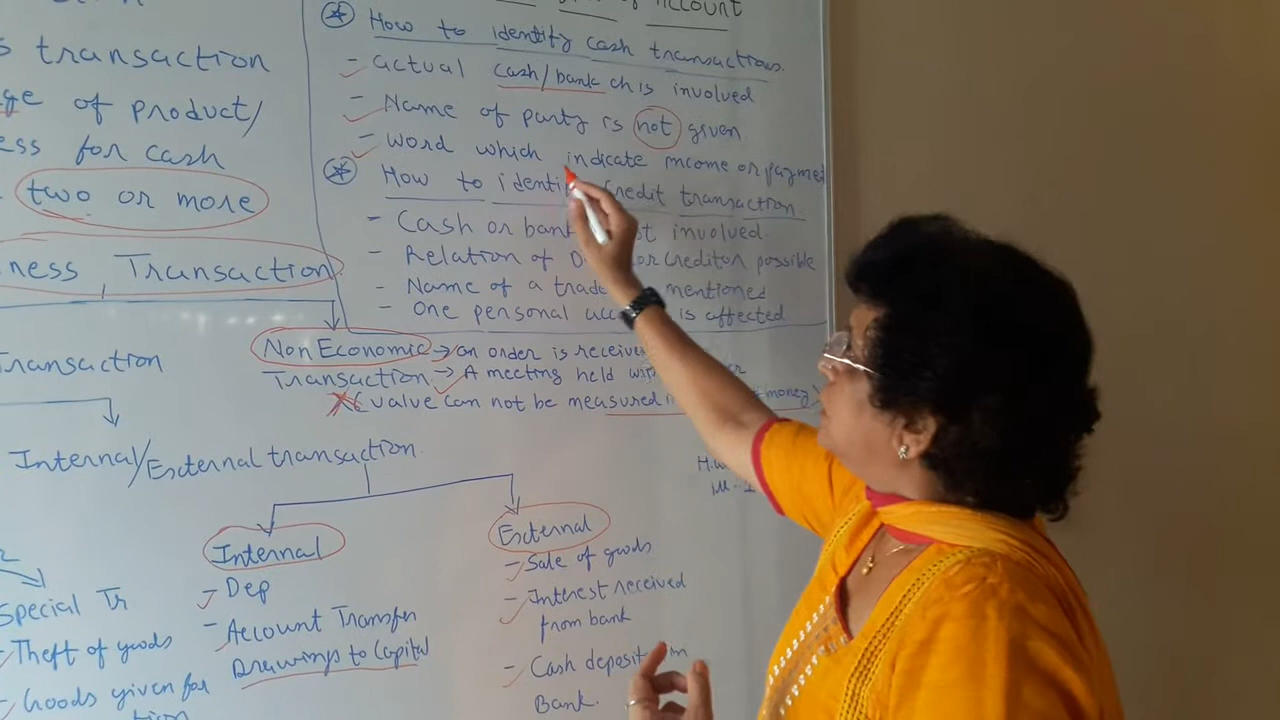 of Account
How to identify cash transactions.
- actual cash/bank ch is involved
- Name of party is not given
- word which indicate income or payment
How to identi Credit transaction.
- Cash or bank involved.
- Relation of or Creditor possible
- Name of a trade mentioned
- One personal is affected
transaction
of product/
for cash
two or more
Transaction
Non Economic → an order is receive
Transaction → A meeting held
value can not be measured money
Transaction
Internal/External transaction.
Internal
- Dep
- Account Transfer
Drawings to Capital
External
- Sale of goods
- Interest received
from bank
- Cash deposit in
Bank.
Special Tr
- Theft of goods
- Goods given for
H.W